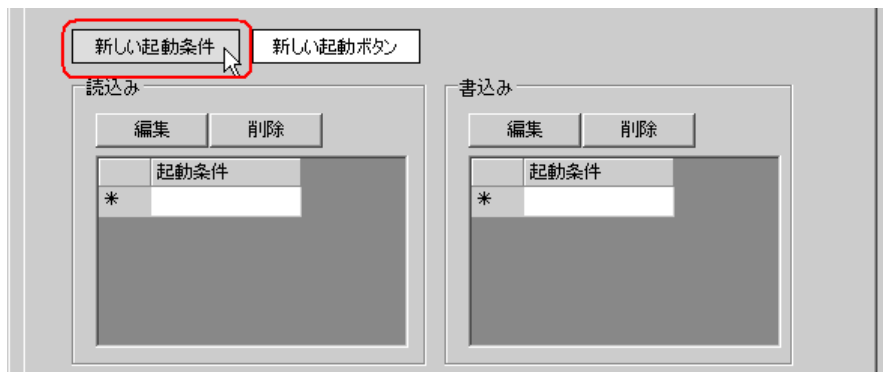 新しい起動条件 新しい起動ボタン
読込み 書込み
編集 削除 編集 削除
起動条件 起動条件
* *